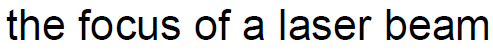 the focus of a laser beam